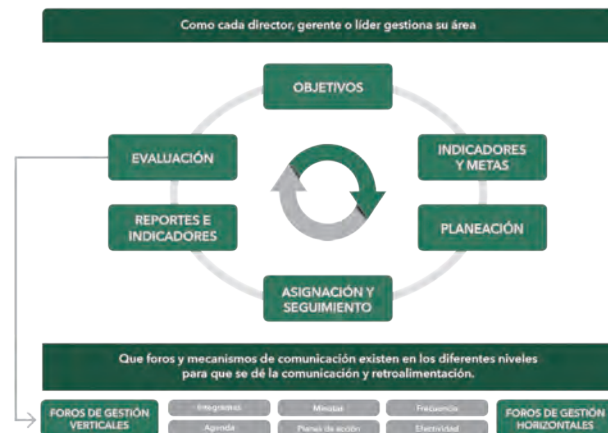 Como cada director, gerente o líder gestiona su área
OBJETIVOS
EVALUACIÓN
INDICADORES
Y METAS
REPORTES E
INDICADORES
PLANEACIÓN
ASIGNACIÓN Y
SEGUIMIENTO
Que foros y mecanismos de comunicación existen en los diferentes niveles
para que se dé la comunicación y retroalimentación.
FOROS DE GESTIÓN
VERTICALES
Integrantes
Minutas
Frecuencia
Agenda
Planes de acción
Efectividad
FOROS DE GESTIÓN
HORIZONTALES